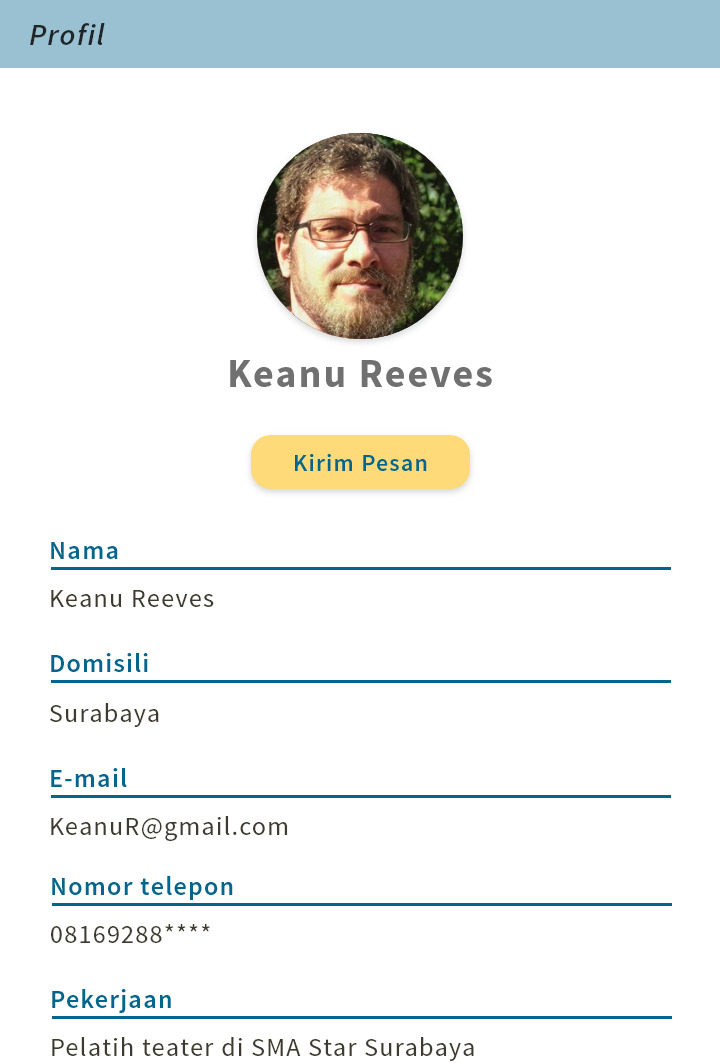 Profil
Keanu Reeves
Kirim Pesan
Nama
Keanu Reeves
Domisili
Surabaya
E-mail
KeanuR@gmail.com
Nomor telepon
08169288****
Pekerjaan
Pelatih teater di SMA Star Surabaya